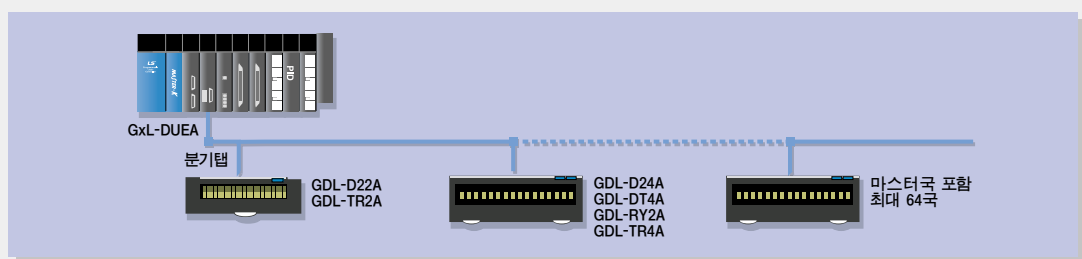 PID
GxL-DUEA
분기탭
GDL-D22A
GDL-TR2A
GDL-D24A
GDL-DT4A
GDL-RY2A
GDL-TR4A
마스터국 포함
최대 64국